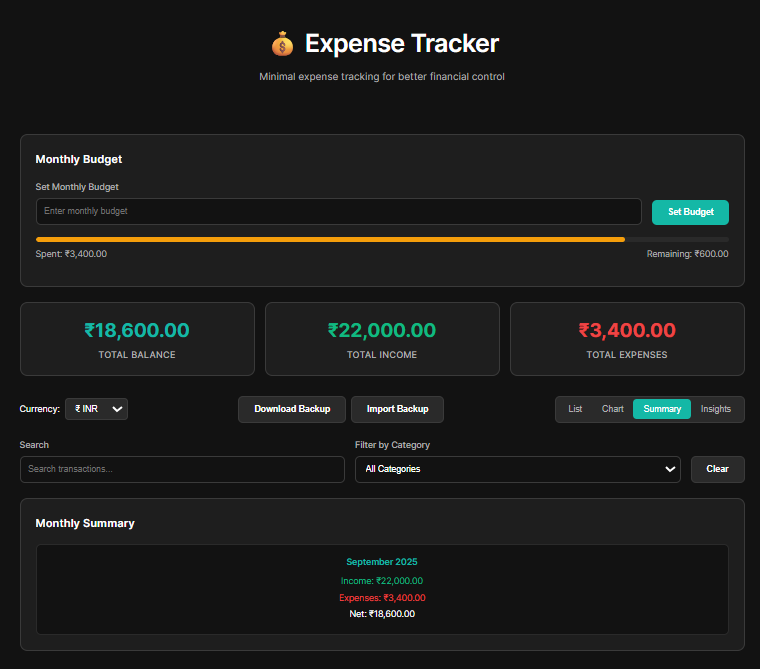 💰 Expense Tracker
Minimal expense tracking for better financial control
Monthly Budget
Set Monthly Budget
Enter monthly budget
Set Budget
Spent: ₹3,400.00
Remaining: ₹600.00
₹18,600.00
TOTAL BALANCE
₹22,000.00
TOTAL INCOME
₹3,400.00
TOTAL EXPENSES
Currency:
₹ INR
Download Backup
Import Backup
List
Chart
Summary
Insights
Search
Search transactions...
Filter by Category
All Categories
Clear
Monthly Summary
September 2025
Income: ₹22,000.00
Expenses: ₹3,400.00
Net: ₹18,600.00